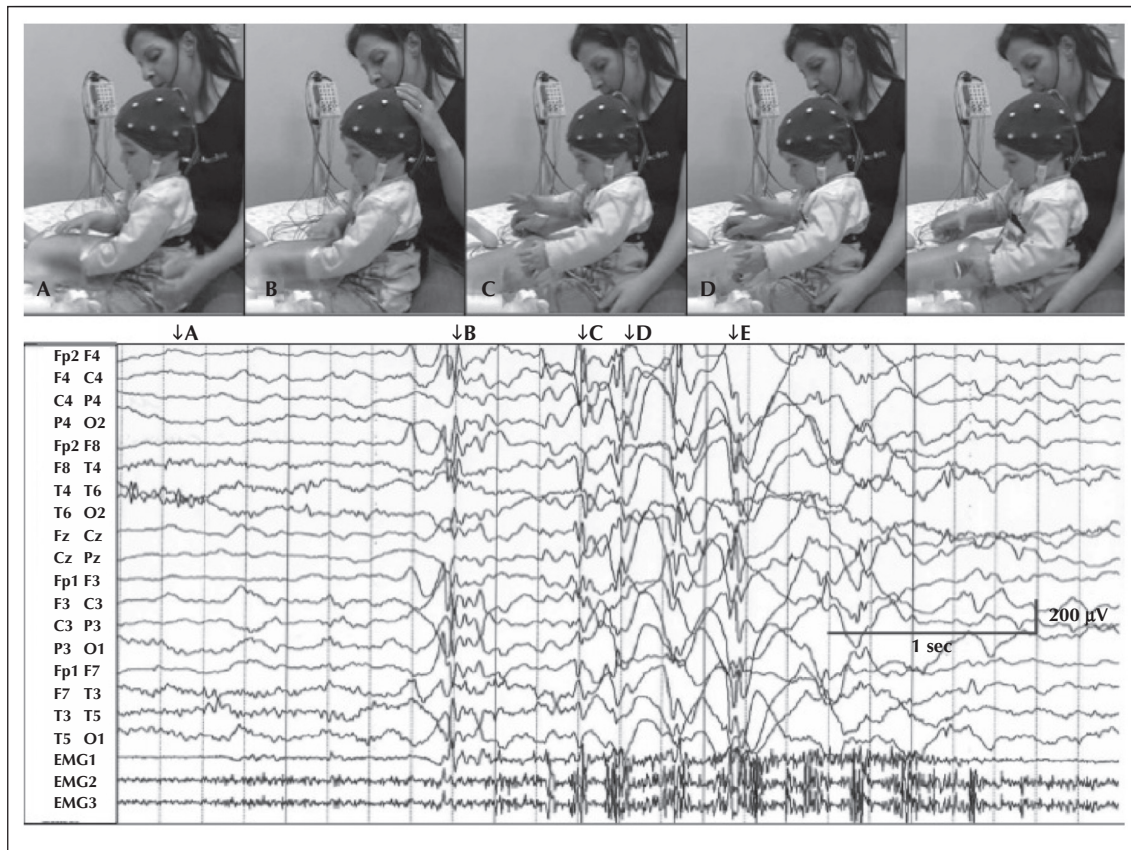 A B C D
↓A ↓B ↓C ↓D ↓E
Fp2 F4
F4 C4
C4 P4
P4 O2
Fp2 F8
F8 T4
T4 T6
T6 O2
Fz Cz
Cz Pz
Fp1 F3
F3 C3
C3 P3
P3 O1
Fp1 F7
F7 T3
T3 T5
T5 O1
EMG1
EMG2
EMG3
200 µV
1 sec